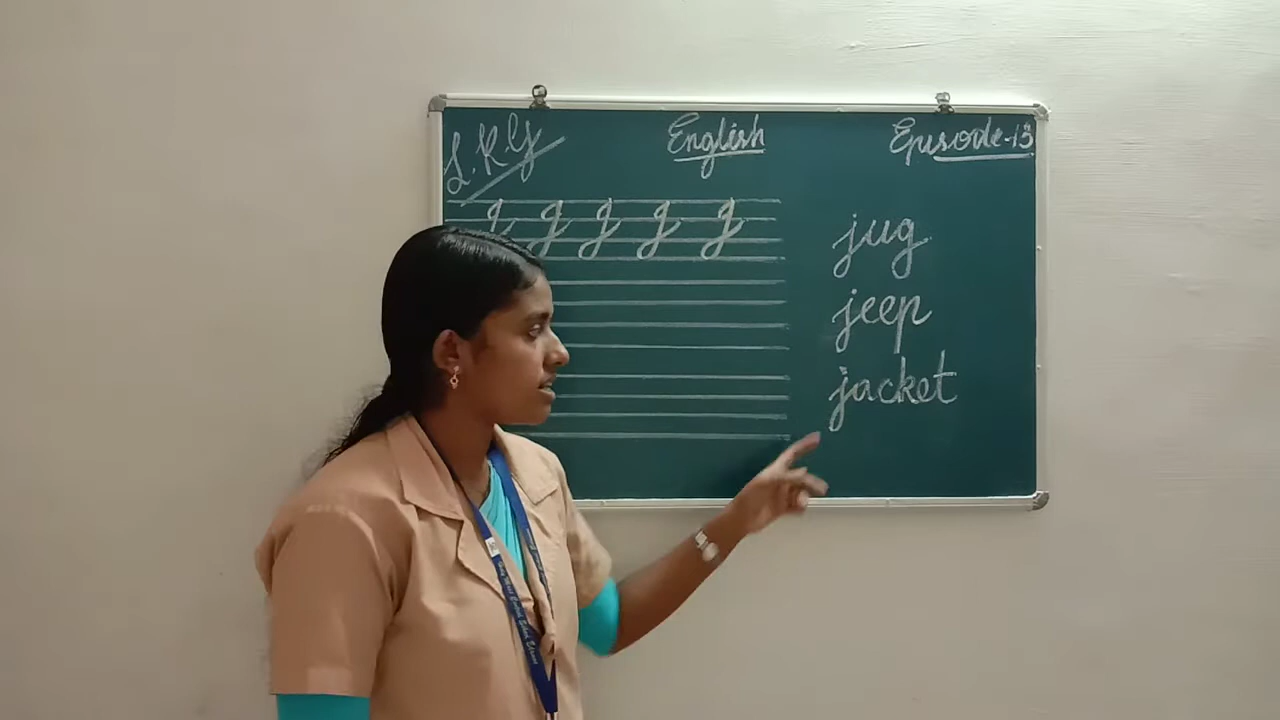 L.K.G
English
Episode-13
g g g g g
jug
jeep
jacket